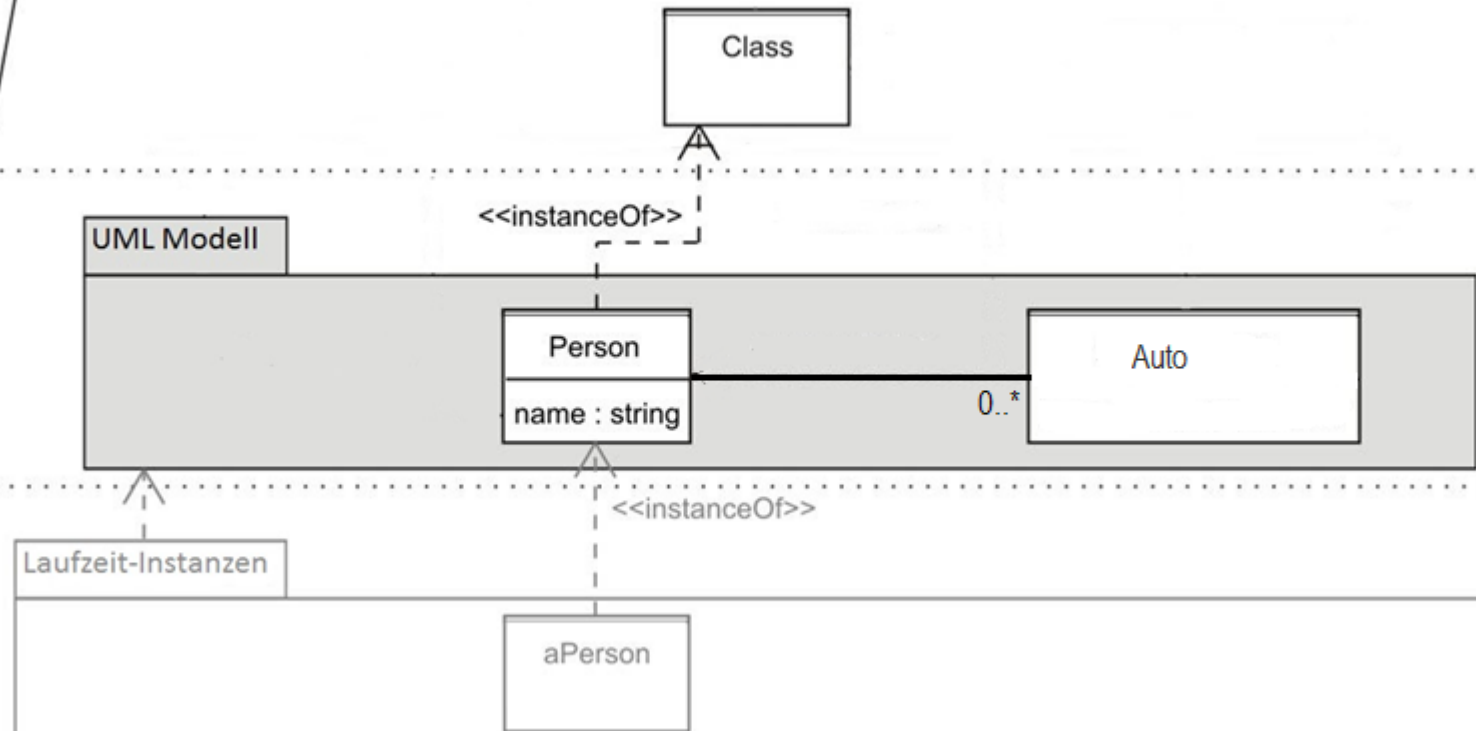 Class
<<instanceOf>>
UML Modell
Person
name : string
Auto
0..*
<<instanceOf>>
Laufzeit-Instanzen
aPerson